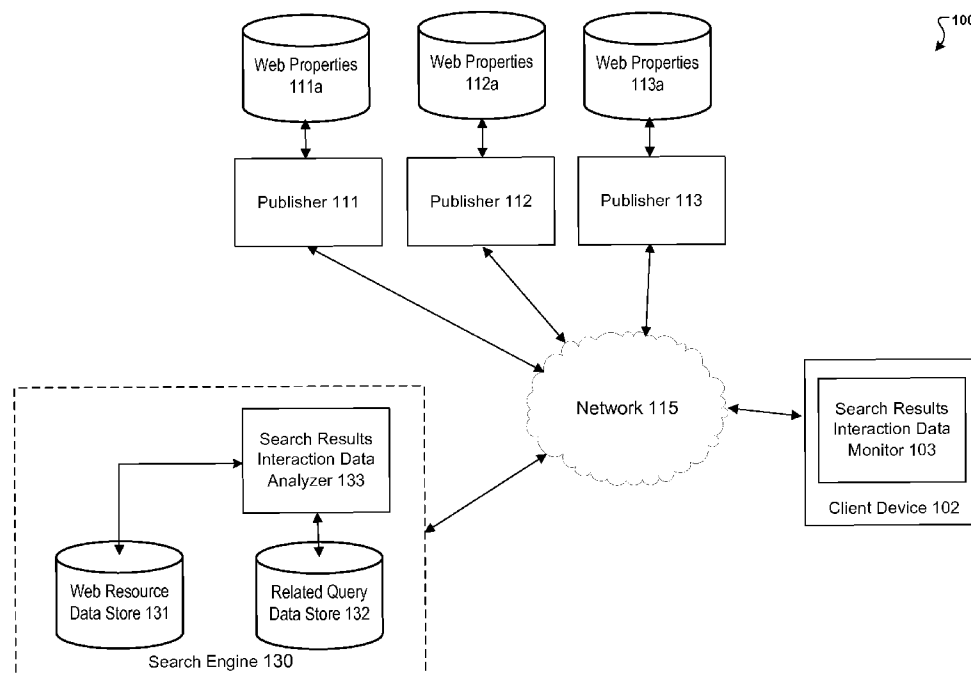 100
Web Properties
111a
Web Properties
112a
Web Properties
113a
Publisher 111
Publisher 112
Publisher 113
Network 115
Search Results
Interaction Data
Monitor 103
Client Device 102
Search Results
Interaction Data
Analyzer 133
Web Resource
Data Store 131
Related Query
Data Store 132
Search Engine 130